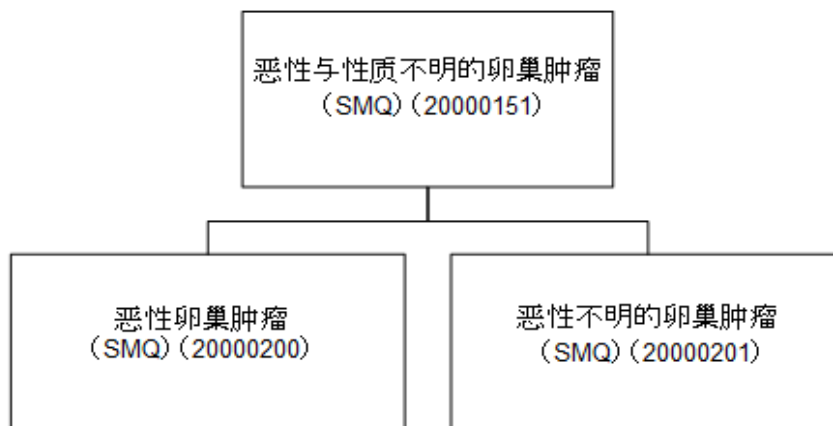 恶性与性质不明的卵巢肿瘤
（SMQ）（20000151）
恶性卵巢肿瘤
（SMQ）（20000200）
恶性不明的卵巢肿瘤
（SMQ）（20000201）